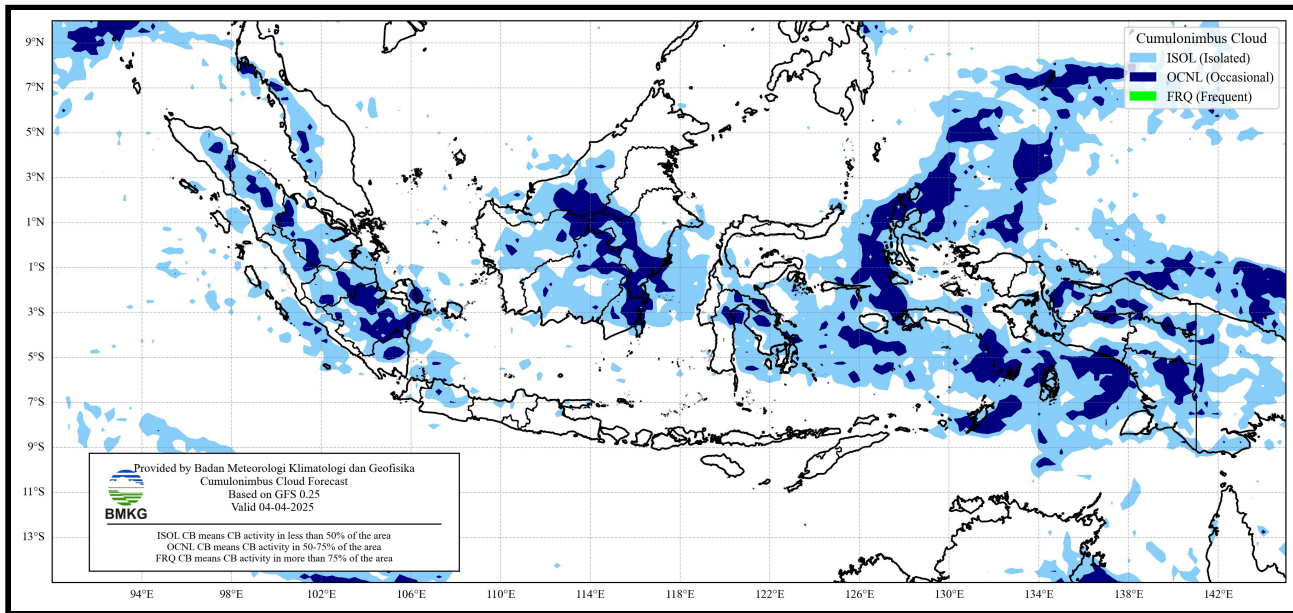 Cumulonimbus Cloud
ISOL (Isolated)
OCNL (Occasional)
FRQ (Frequent)
9°N
7°N
5°N
3°N
1°N
1°S
3°S
5°S
7°S
9°S
11°S
13°S
Provided by Badan Meteorologi Klimatologi dan Geofisika
Cumulonimbus Cloud Forecast
Based on GFS 0.25
Valid 04-04-2025
BMKG
ISOL CB means CB activity in less than 50% of the area
OCNL CB means CB activity in 50-75% of the area
FRQ CB means CB activity in more than 75% of the area
94°E 98°E 102°E 106°E 110°E 114°E 118°E 122°E 126°E 130°E 134°E 138°E 142°E